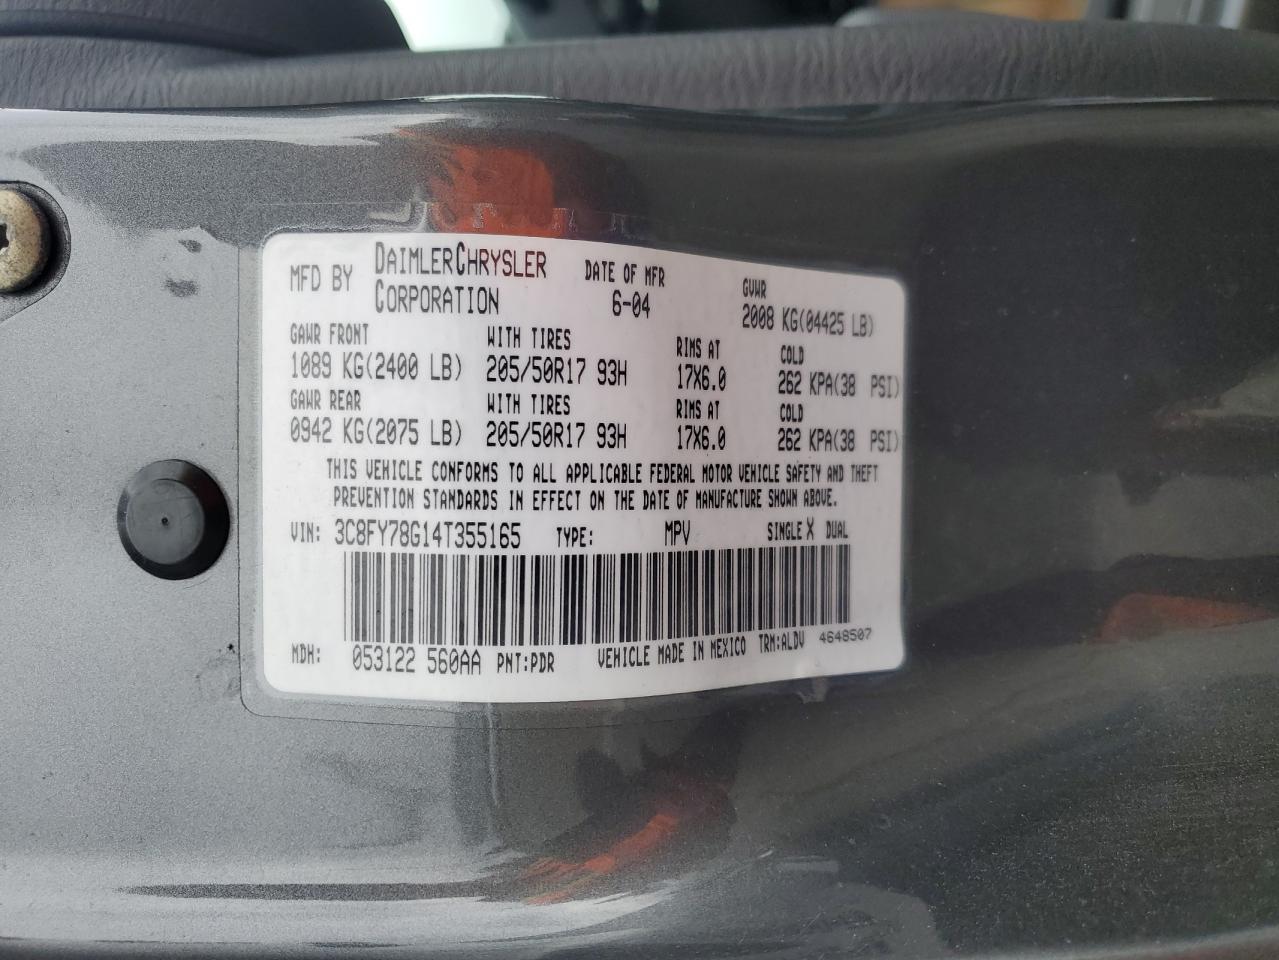 MFD BY DAIMLERCHRYSLER CORPORATION DATE OF MFR 6-04 GVWR 2008 KG(04425 LB)
GAWR FRONT WITH TIRES RIMS AT COLD
1089 KG(2400 LB) 205/50R17 93H 17X6.0 262 KPA(38 PSI)
GAWR REAR WITH TIRES RIMS AT COLD
0942 KG(2075 LB) 205/50R17 93H 17X6.0 262 KPA(38 PSI)
THIS VEHICLE CONFORMS TO ALL APPLICABLE FEDERAL MOTOR VEHICLE SAFETY AND THEFT
PREVENTION STANDARDS IN EFFECT ON THE DATE OF MANUFACTURE SHOWN ABOVE.
VIN: 3C8FY78G14T355165 TYPE: MPV SINGLE X DUAL
MDH: 053122 560AA PNT:PDR VEHICLE MADE IN MEXICO TRM:ALDV 4648507